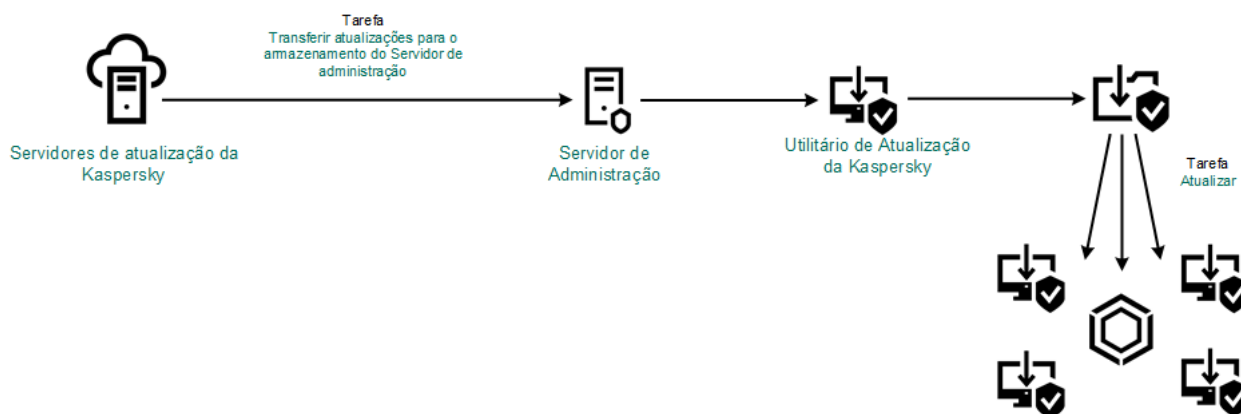 Tarefa
Transferir atualizações para o
armazenamento do Servidor de
administração
Servidores de atualização da
Kaspersky
Servidor de
Administração
Utilitário de Atualização
da Kaspersky
Tarefa
Atualizar